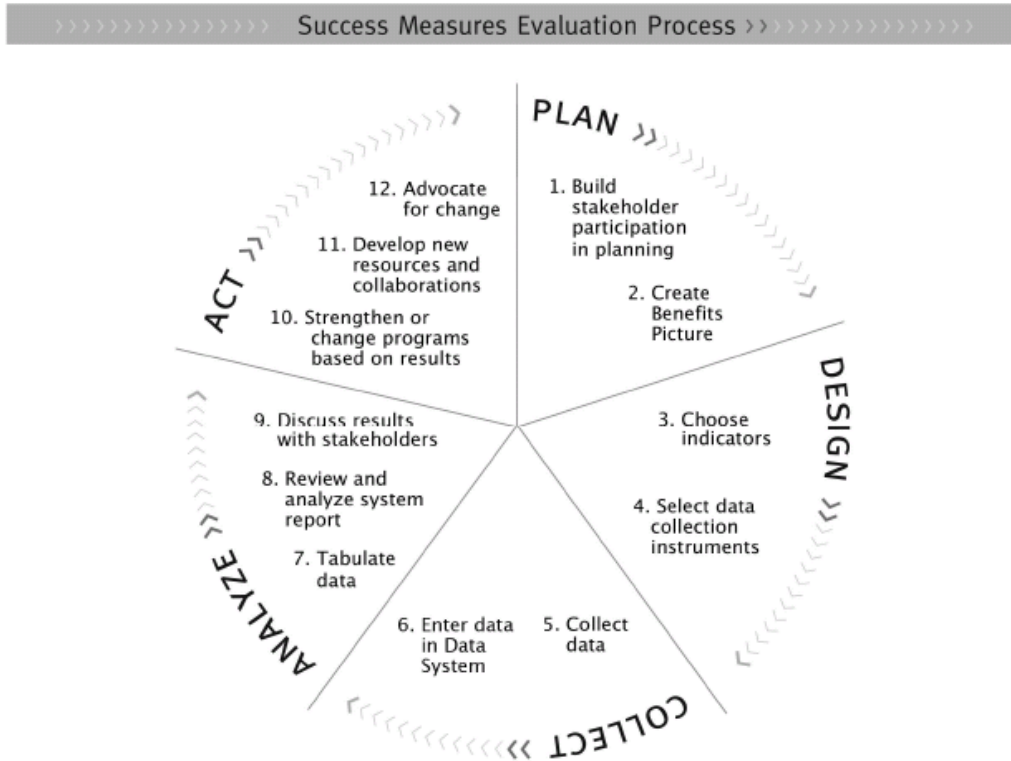 Success Measures Evaluation Process
PLAN
1. Build
stakeholder
participation
in planning
2. Create
Benefits
Picture
DESIGN
3. Choose
indicators
4. Select data
collection
instruments
COLLECT
5. Collect
data
6. Enter data
in Data
System
ANALYZE
7. Tabulate
data
8. Review and
analyze system
report
9. Discuss results
with stakeholders
ACT
10. Strengthen or
change programs
based on results
11. Develop new
resources and
collaborations
12. Advocate
for change